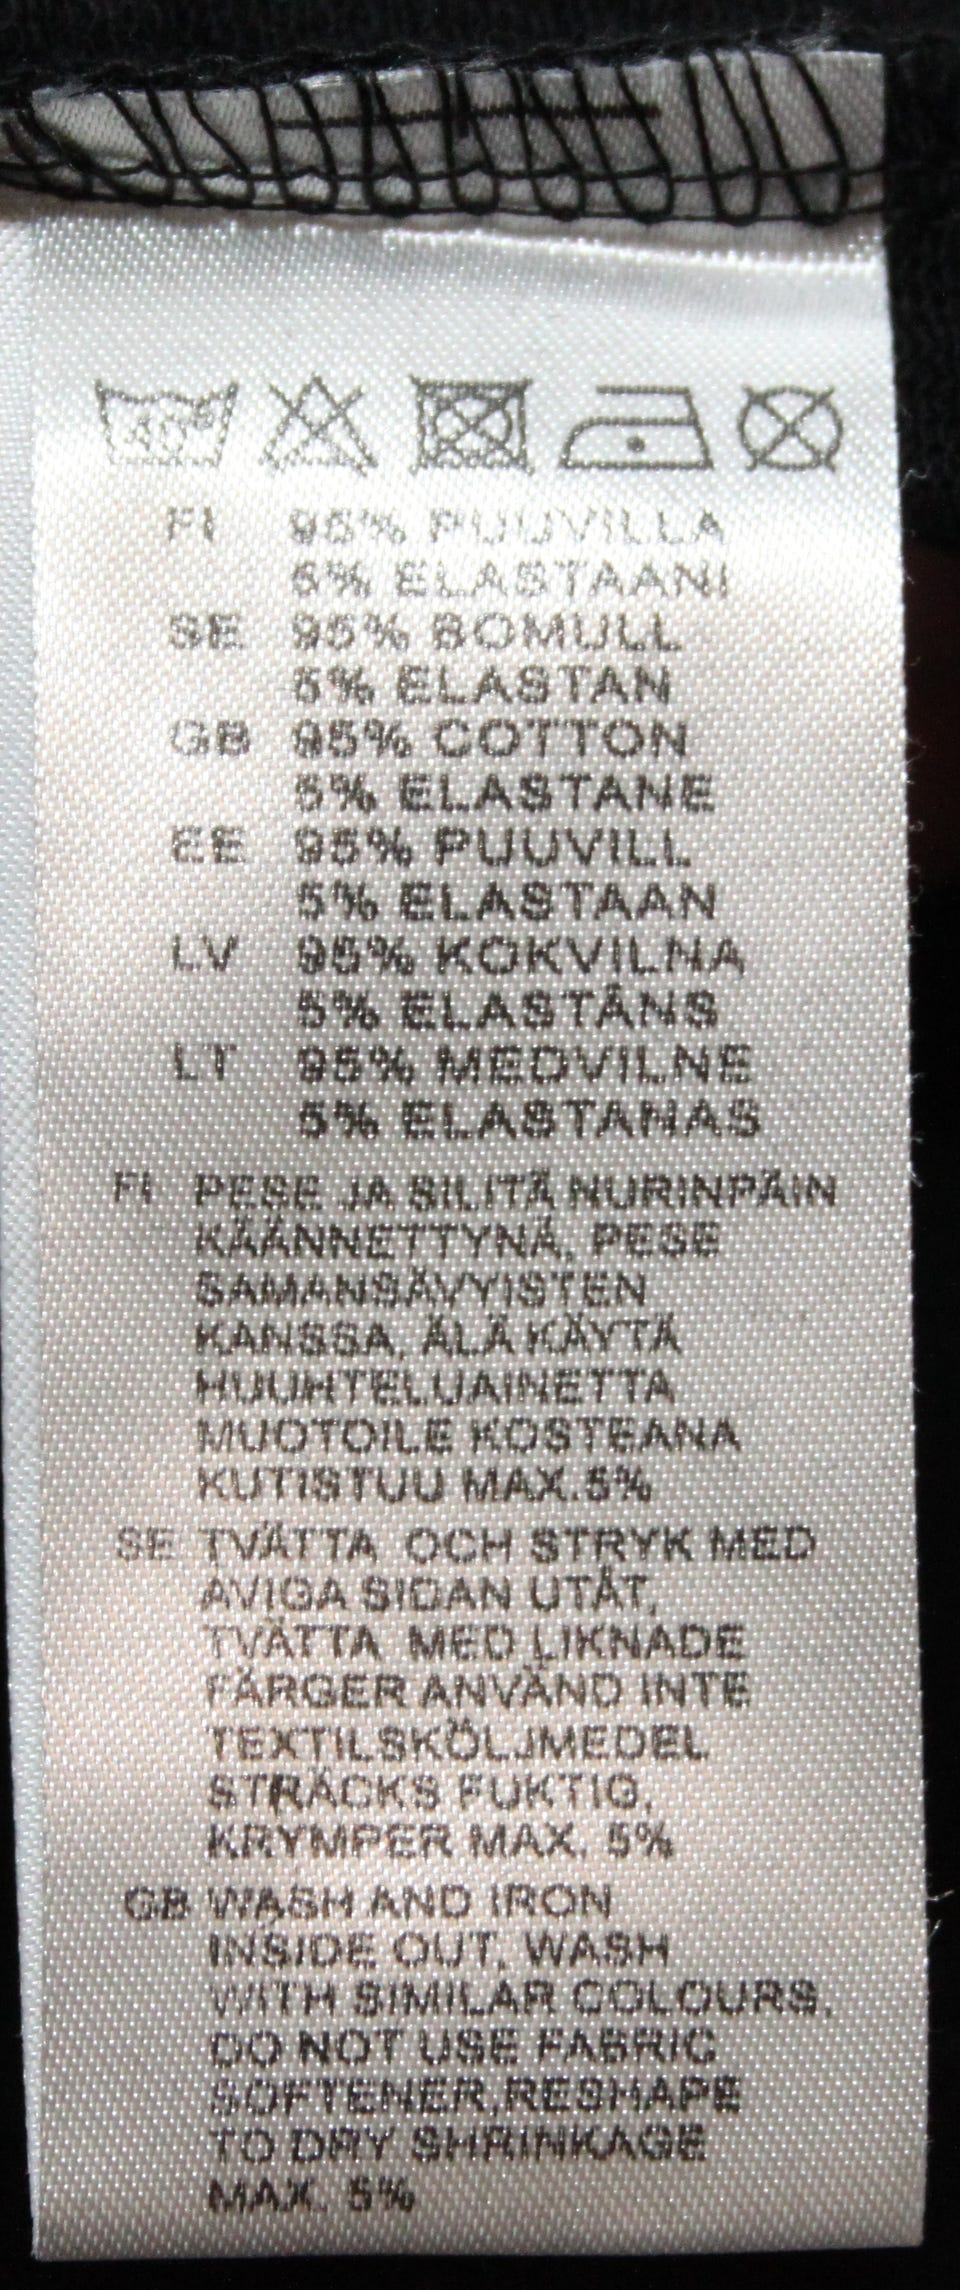 40°
FI 95% PUUVILLA
5% ELASTAANI
SE 95% BOMULL
5% ELASTAN
GB 95% COTTON
5% ELASTANE
EE 95% PUUVILL
5% ELASTAAN
LV 95% KOKVILNA
5% ELASTĀNS
LT 95% MEDVILNE
5% ELASTANAS
FI PESE JA SILITÄ NURINPÄIN
KÄÄNNETTYNÄ, PESE
SAMANSÄVYISTEN
KANSSA, ÄLÄ KÄYTÄ
HUUHTELUAINETTA
MUOTOILE KOSTEANA
KUTISTUU MAX.5%
SE TVÄTTA OCH STRYK MED
AVIGA SIDAN UTÅT,
TVÄTTA MED LIKNADE
FÄRGER ANVÄND INTE
TEXTILSKÖLJMEDEL
STRÄCKS FUKTIG,
KRYMPER MAX. 5%
GB WASH AND IRON
INSIDE OUT, WASH
WITH SIMILAR COLOURS,
DO NOT USE FABRIC
SOFTENER,RESHAPE
TO DRY SHRINKAGE
MAX. 5%